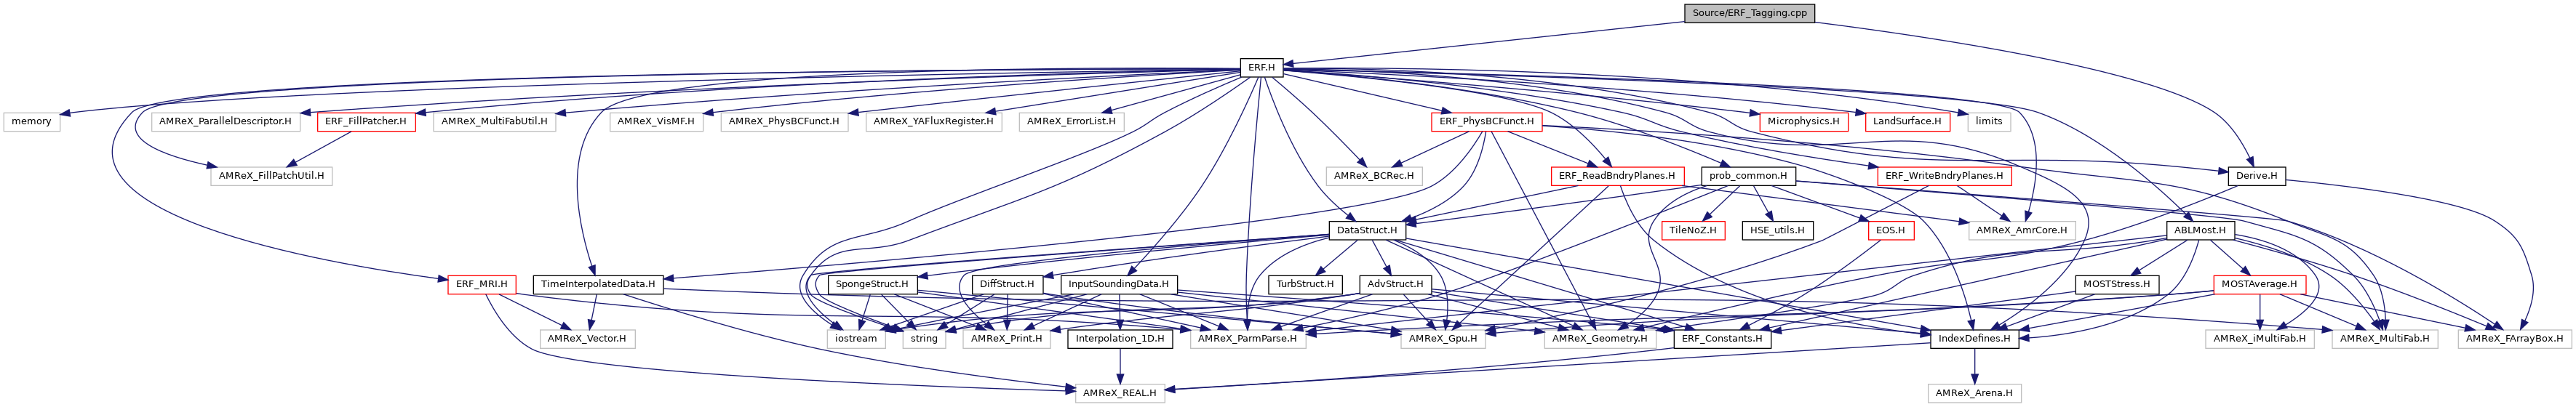 Source/ERF_Tagging.cpp
ERF.H
memory
AMReX_ParallelDescriptor.H
ERF_FillPatcher.H
AMReX_MultiFabUtil.H
AMReX_VisMF.H
AMReX_PhysBCFunct.H
AMReX_YAFluxRegister.H
AMReX_ErrorList.H
ERF_PhysBCFunct.H
Microphysics.H
LandSurface.H
limits
AMReX_FillPatchUtil.H
AMReX_BCRec.H
ERF_ReadBndryPlanes.H
prob_common.H
ERF_WriteBndryPlanes.H
Derive.H
DataStruct.H
TileNoZ.H
HSE_utils.H
EOS.H
AMReX_AmrCore.H
ABLMost.H
ERF_MRI.H
TimeInterpolatedData.H
SpongeStruct.H
DiffStruct.H
InputSoundingData.H
TurbStruct.H
AdvStruct.H
MOSTStress.H
MOSTAverage.H
AMReX_Vector.H
iostream
string
AMReX_Print.H
Interpolation_1D.H
AMReX_ParmParse.H
AMReX_Gpu.H
AMReX_Geometry.H
ERF_Constants.H
IndexDefines.H
AMReX_iMultiFab.H
AMReX_MultiFab.H
AMReX_FArrayBox.H
AMReX_REAL.H
AMReX_Arena.H